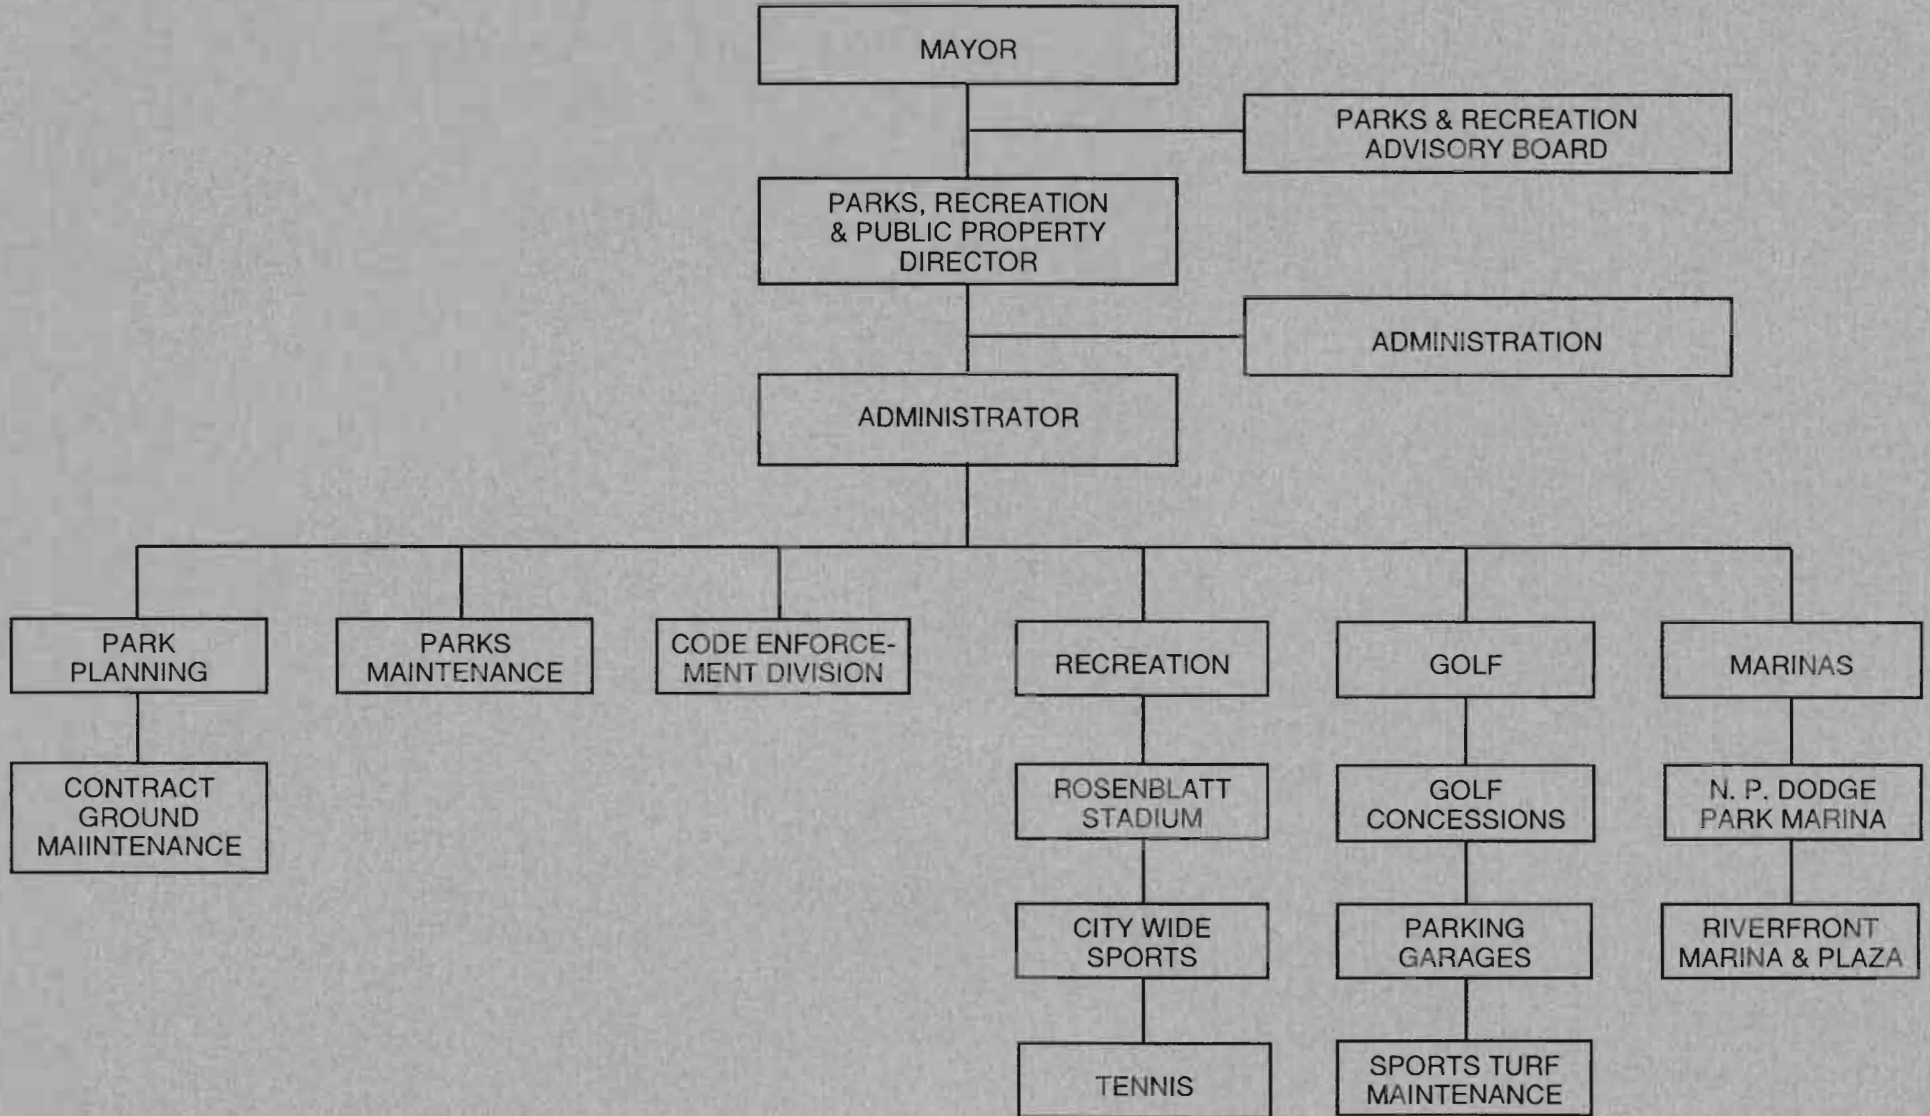 MAYOR
PARKS & RECREATION
ADVISORY BOARD
PARKS, RECREATION
& PUBLIC PROPERTY
DIRECTOR
ADMINISTRATION
ADMINISTRATOR
PARK
PLANNING
PARKS
MAINTENANCE
CODE ENFORCE-
MENT DIVISION
RECREATION
GOLF
MARINAS
CONTRACT
GROUND
MAIINTENANCE
ROSENBLATT
STADIUM
GOLF
CONCESSIONS
N. P. DODGE
PARK MARINA
CITY WIDE
SPORTS
PARKING
GARAGES
RIVERFRONT
MARINA & PLAZA
TENNIS
SPORTS TURF
MAINTENANCE